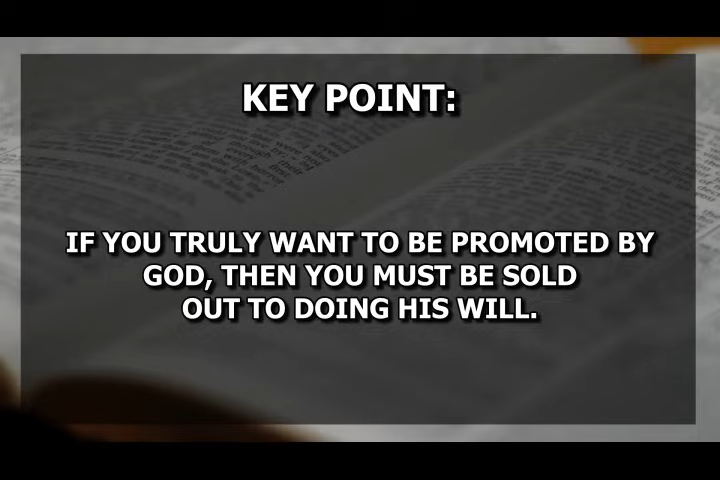 KEY POINT:
IF YOU TRULY WANT TO BE PROMOTED BY
GOD, THEN YOU MUST BE SOLD
OUT TO DOING HIS WILL.